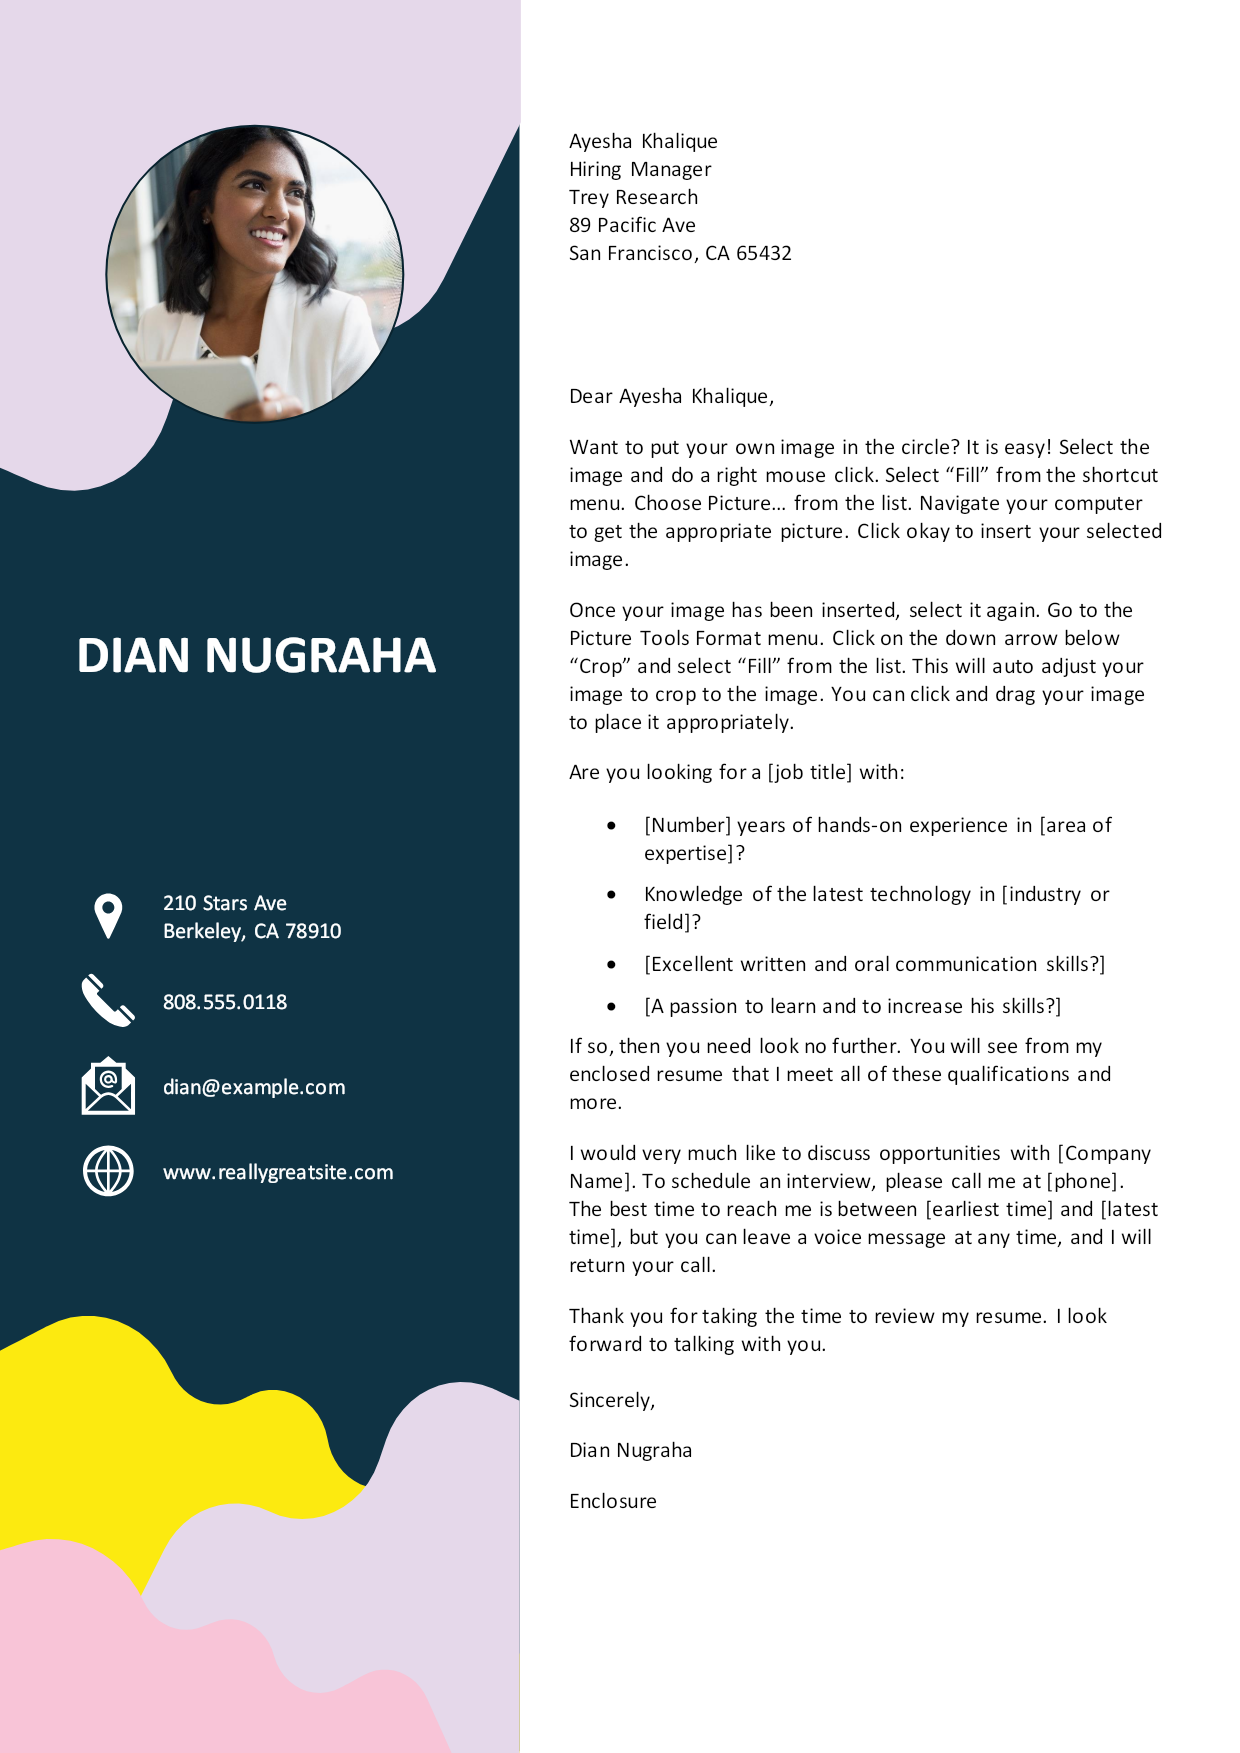 DIAN NUGRAHA
210 Stars Ave
Berkeley, CA 78910
808.555.0118
@
dian@example.com
www.reallygreatsite.com
Ayesha Khalique
Hiring Manager
Trey Research
89 Pacific Ave
San Francisco, CA 65432
Dear Ayesha Khalique,
Want to put your own image in the circle? It is easy! Select the
image and do a right mouse click. Select “Fill” from the shortcut
menu. Choose Picture… from the list. Navigate your computer
to get the appropriate picture. Click okay to insert your selected
image.
Once your image has been inserted, select it again. Go to the
Picture Tools Format menu. Click on the down arrow below
“Crop” and select “Fill” from the list. This will auto adjust your
image to crop to the image. You can click and drag your image
to place it appropriately.
Are you looking for a [job title] with:
• [Number] years of hands-on experience in [area of
expertise]?
• Knowledge of the latest technology in [industry or
field]?
• [Excellent written and oral communication skills?]
• [A passion to learn and to increase his skills?]
If so, then you need look no further. You will see from my
enclosed resume that I meet all of these qualifications and
more.
I would very much like to discuss opportunities with [Company
Name]. To schedule an interview, please call me at [phone].
The best time to reach me is between [earliest time] and [latest
time], but you can leave a voice message at any time, and I will
return your call.
Thank you for taking the time to review my resume. I look
forward to talking with you.
Sincerely,
Dian Nugraha
Enclosure